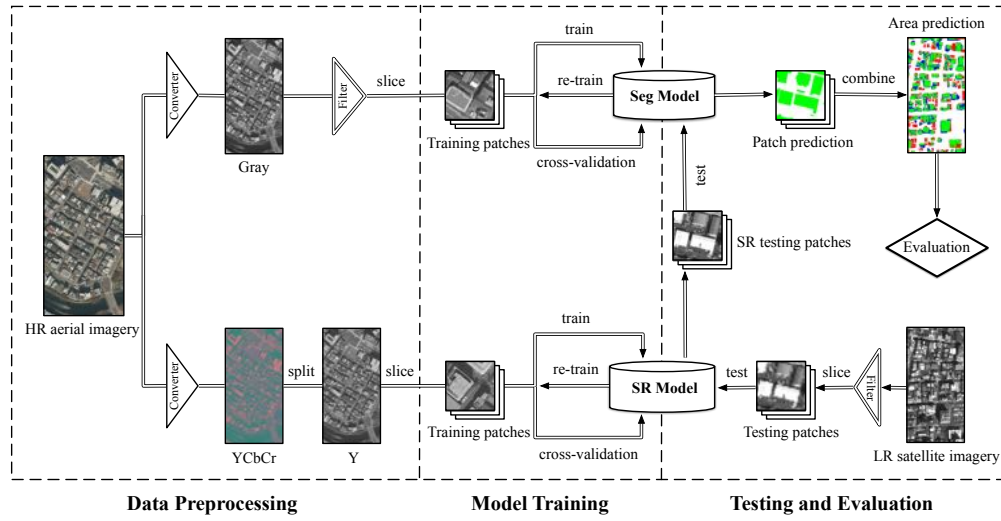 Area prediction
Converter
Gray
Filter
slice
Training patches
train
re-train
cross-validation
Seg Model
Patch prediction
combine
test
SR testing patches
Evaluation
HR aerial imagery
Converter
YCbCr
split
Y
slice
Training patches
train
re-train
cross-validation
SR Model
test
Testing patches
slice
Filter
LR satellite imagery
Data Preprocessing
Model Training
Testing and Evaluation